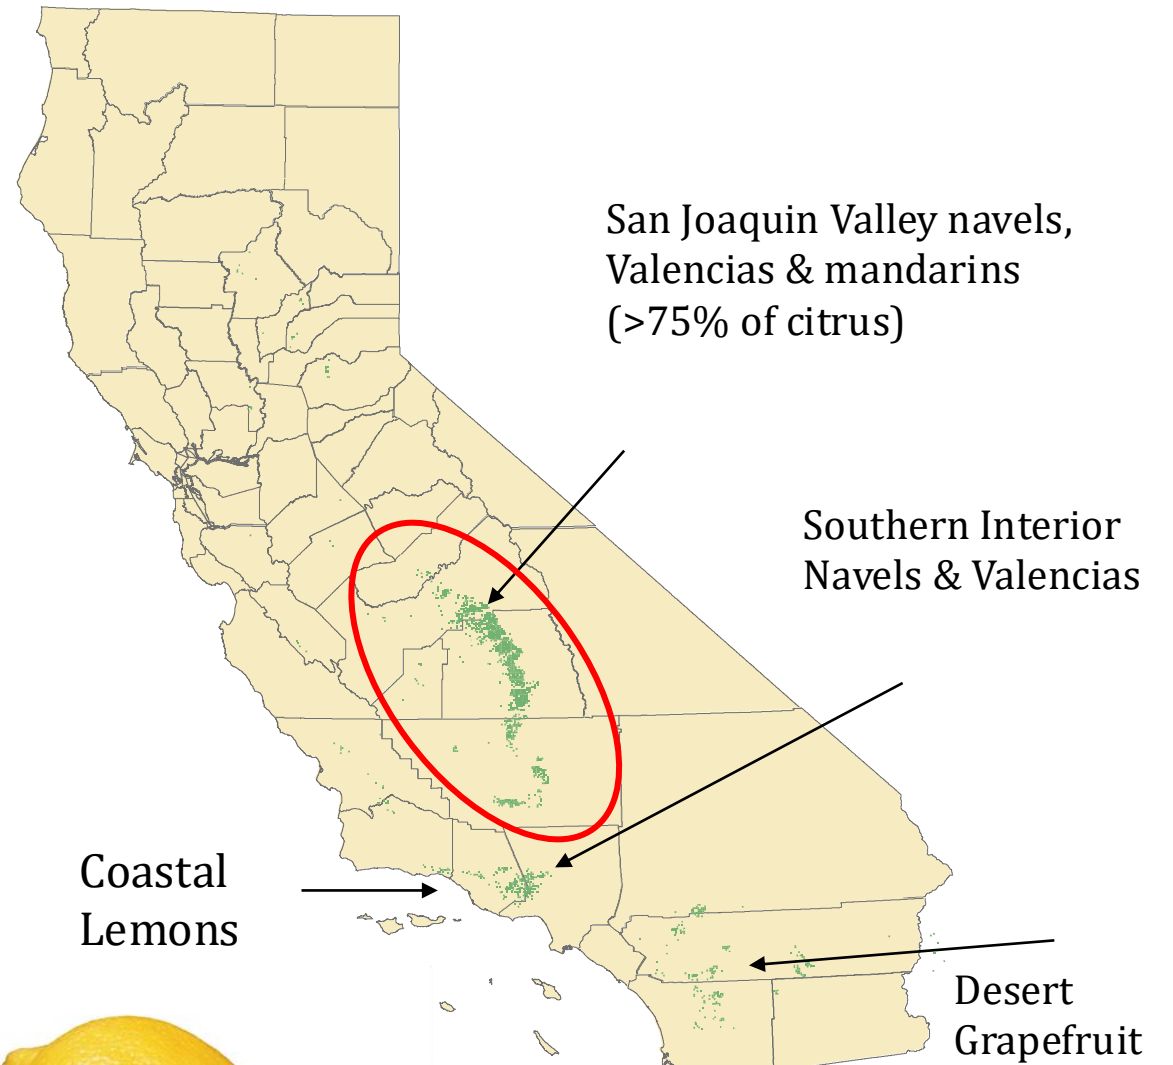 San Joaquin Valley navels,
Valencias & mandarins
(>75% of citrus)
Southern Interior
Navels & Valencias
Coastal
Lemons
Desert
Grapefruit